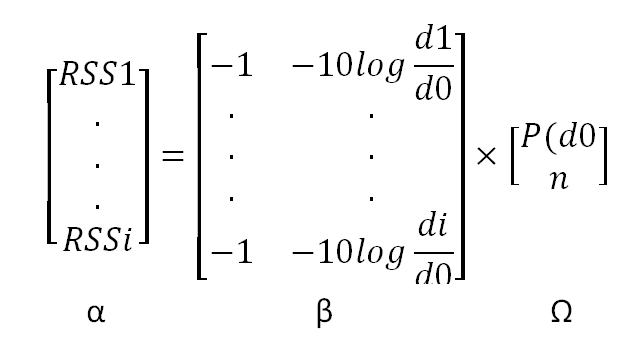 [RSS1 . . . RSSi] = [−1 −10log d1/d0 . . . . . . −1 −10log di/d0] × [P(d0 n]
α β Ω